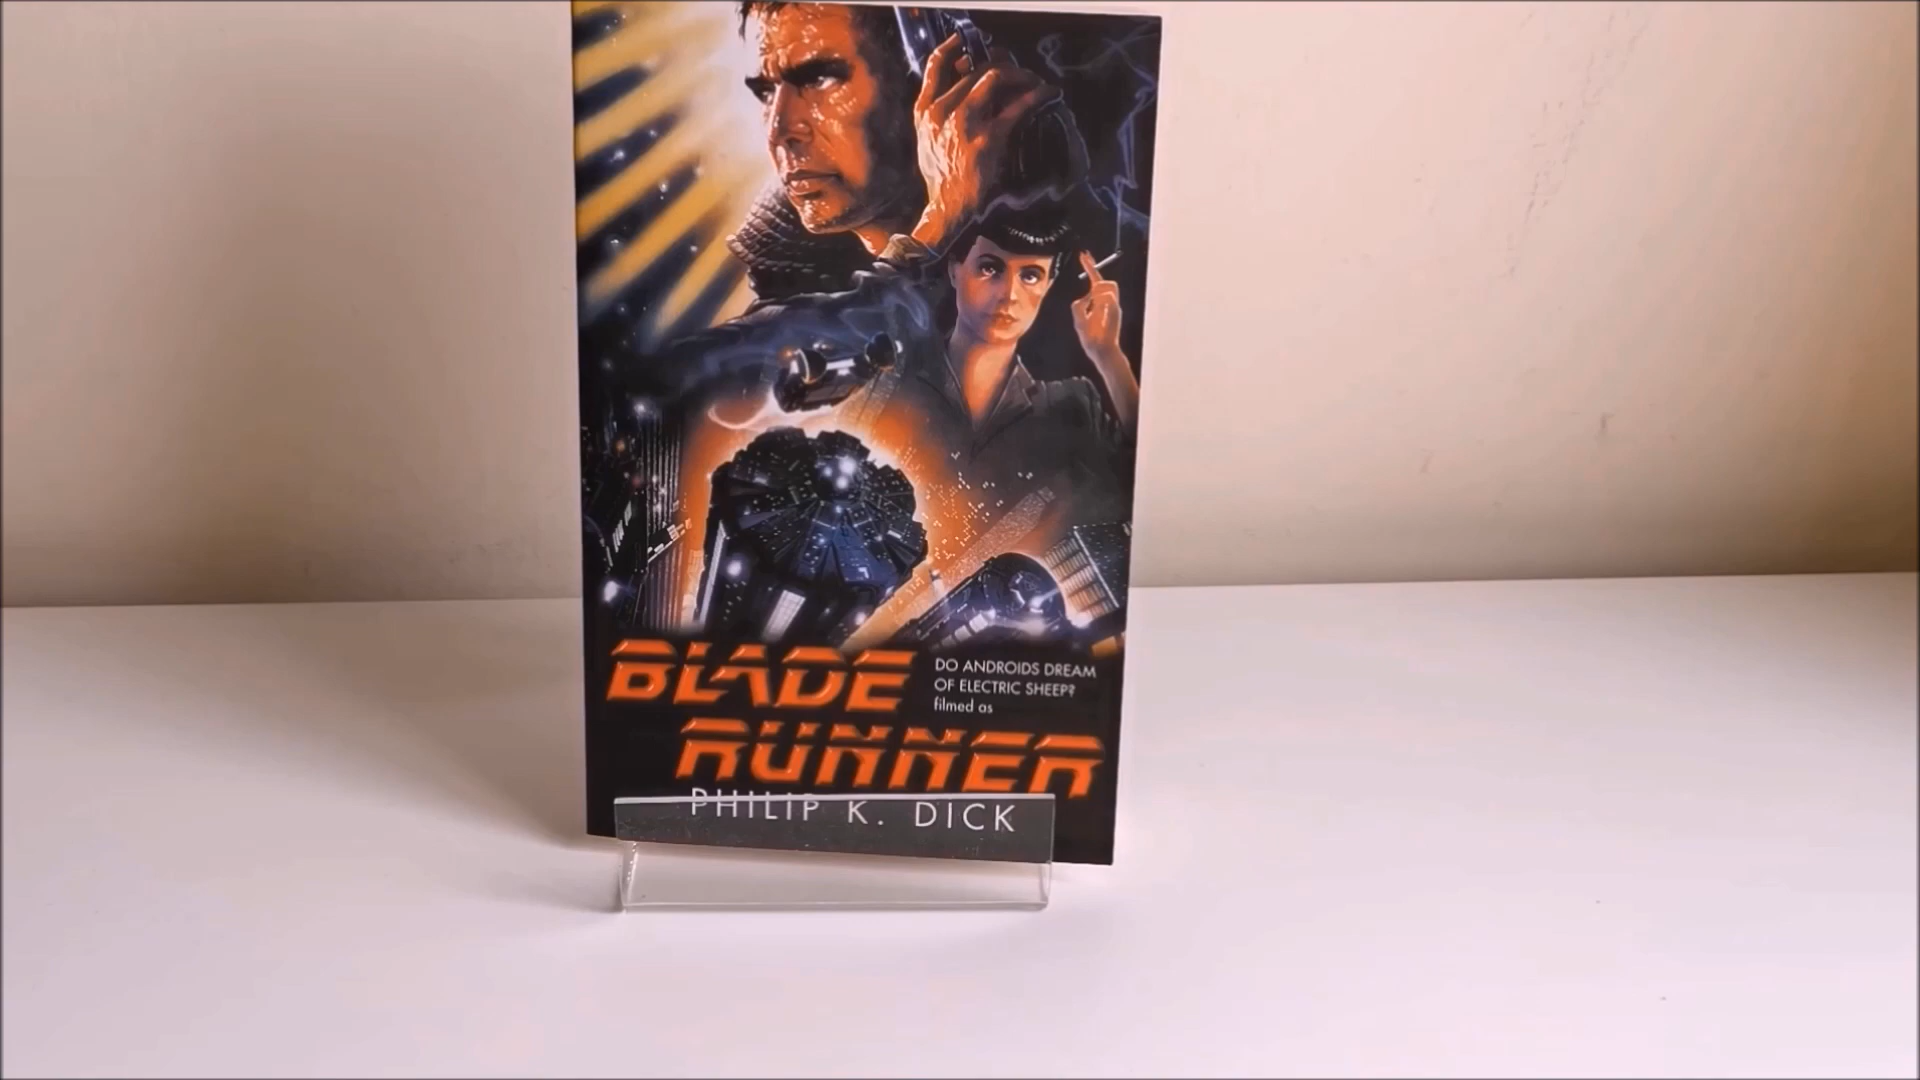 BLADE
DO ANDROIDS DREAM
OF ELECTRIC SHEEP?
filmed as
RUNNER
PHILIP K. DICK